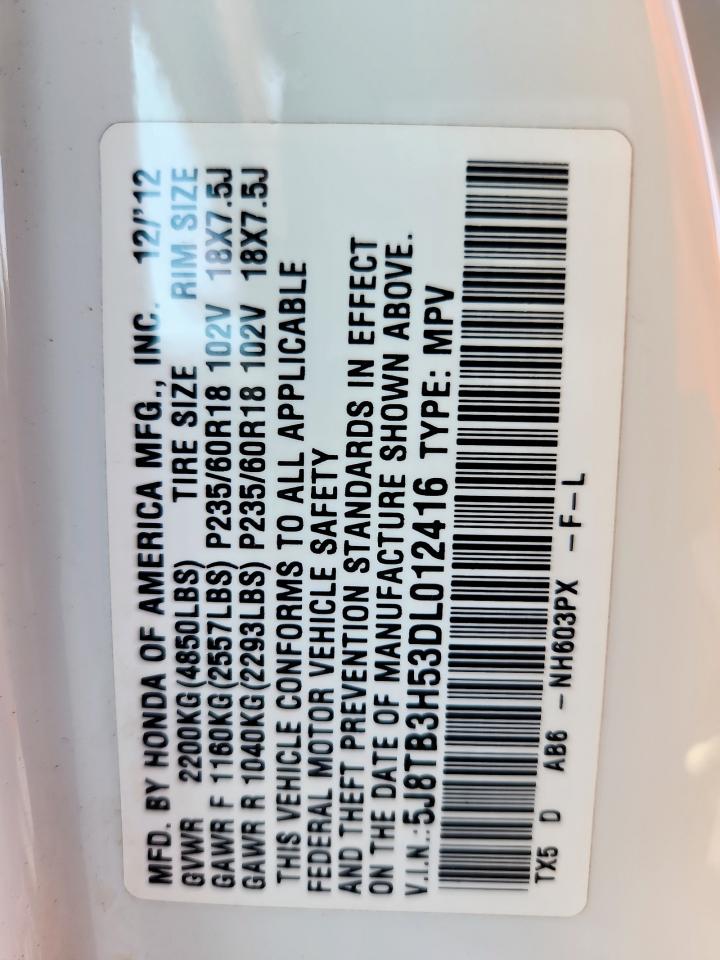 MFD. BY HONDA OF AMERICA MFG., INC. 12/'12
GVWR 2200KG(4850LBS) TIRE SIZE RIM SIZE
GAWR F 1160KG(2557LBS) P235/60R18 102V 18X7.5J
GAWR R 1040KG(2293LBS) P235/60R18 102V 18X7.5J
THIS VEHICLE CONFORMS TO ALL APPLICABLE
FEDERAL MOTOR VEHICLE SAFETY
AND THEFT PREVENTION STANDARDS IN EFFECT
ON THE DATE OF MANUFACTURE SHOWN ABOVE.
V.I.N.:5J8TB3H53DL012416 TYPE: MPV
TX5 D AB6 -NH603PX -F-L